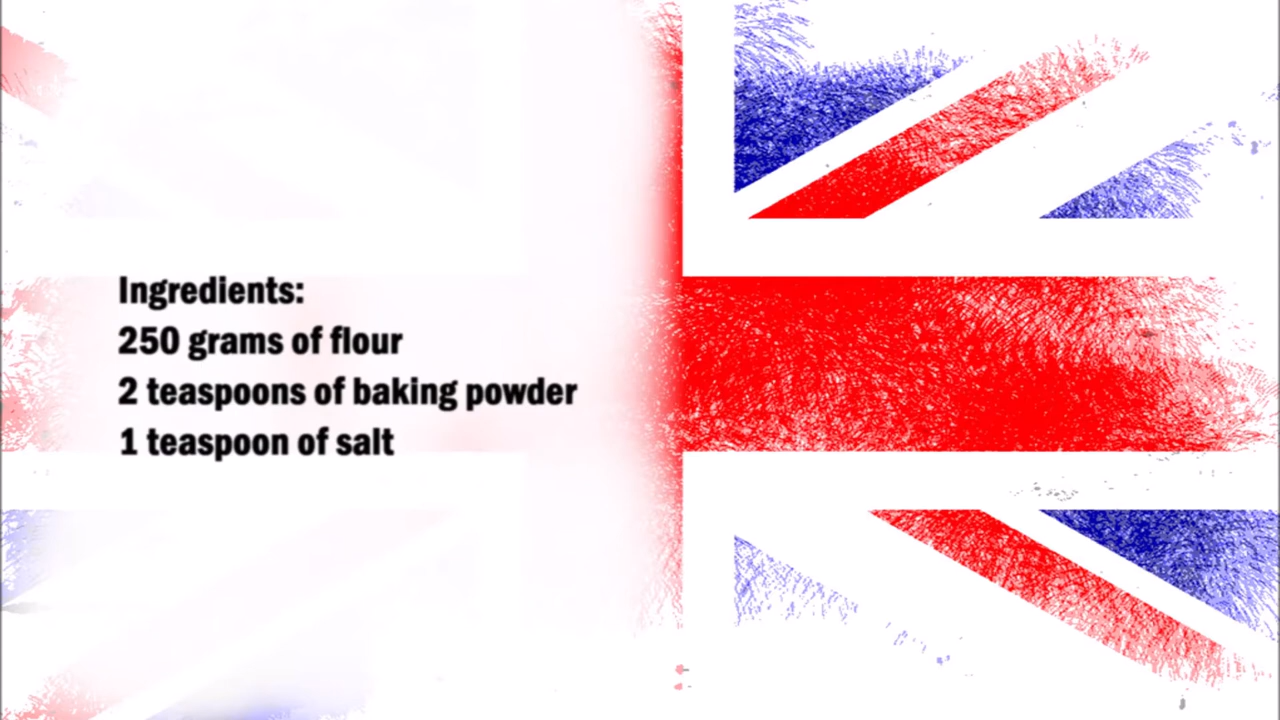 Ingredients:
250 grams of flour
2 teaspoons of baking powder
1 teaspoon of salt